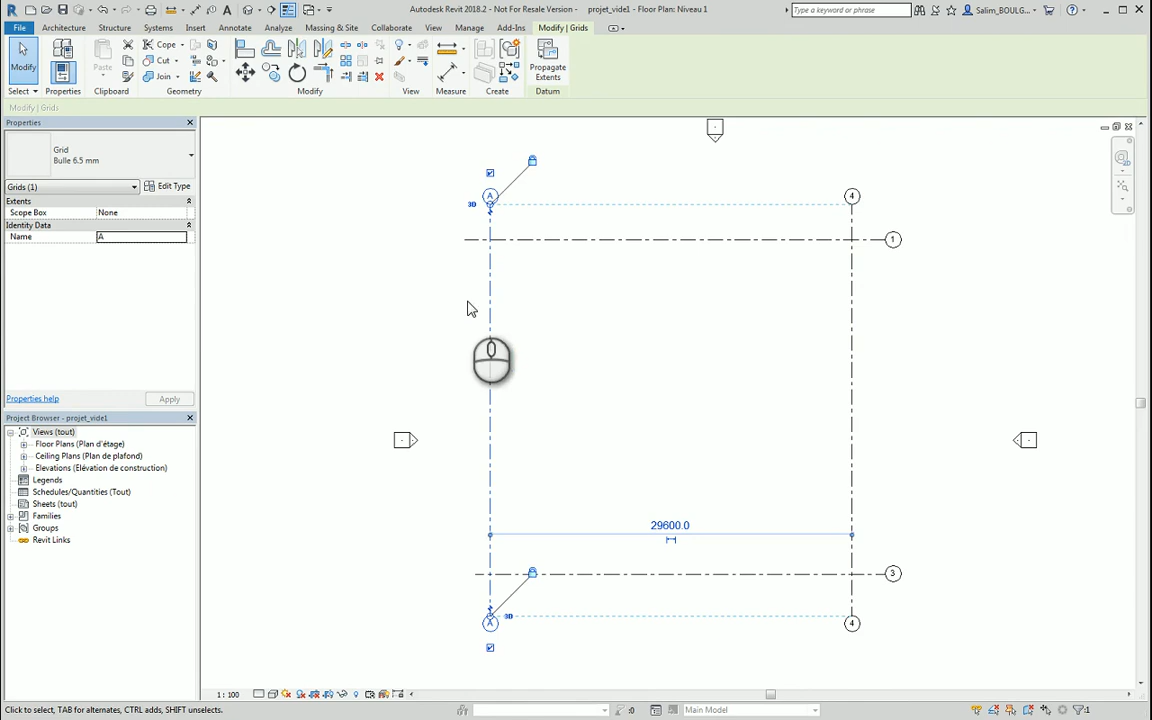 Autodesk Revit 2018.2 - Not For Resale Version - projet_vide1 - Floor Plan: Niveau 1
Type a keyword or phrase
Salim_BOULG...
File Architecture Structure Systems Insert Annotate Analyze Massing & Site Collaborate View Manage Add-Ins Modify | Grids
Modify
Properties
Paste
Cope
Cut
Join
Propagate
Extents
Select Properties Clipboard Geometry Modify View Measure Create Datum
Modify | Grids
Properties
Grid
Bulle 6.5 mm
Grids (1)
Edit Type
Extents
Scope Box None
Identity Data
Name A
Properties help
Apply
Project Browser - projet_vide1
Views (tout)
Floor Plans (Plan d'étage)
Ceiling Plans (Plan de plafond)
Elevations (Élévation de construction)
Legends
Schedules/Quantities (Tout)
Sheets (tout)
Families
Groups
Revit Links
A
4
3D
1
29600.0
3
3D
A
4
1 : 100
Click to select, TAB for alternates, CTRL adds, SHIFT unselects.
:0
Main Model
:1